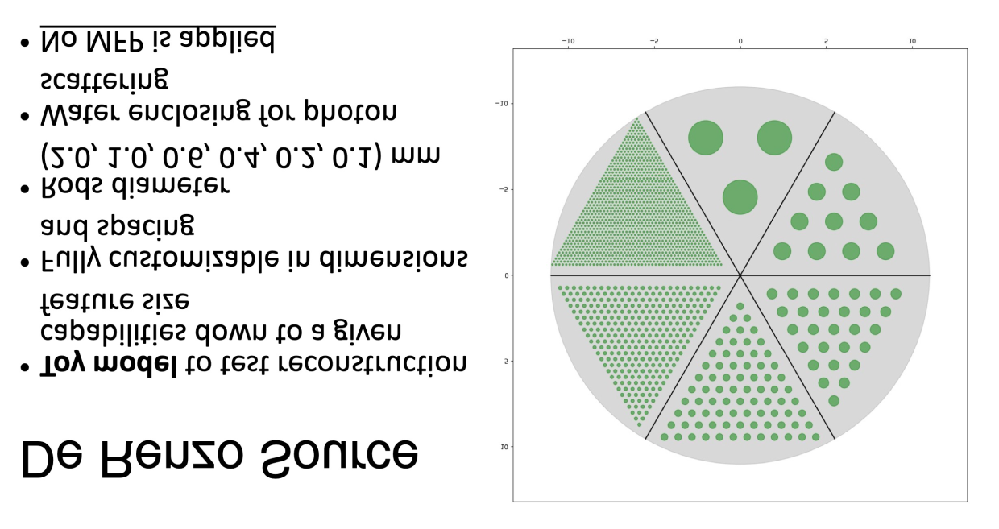 De Renzo Source
• Toy model to test reconstruction
capabilities down to a given
feature size
• Fully customizable in dimensions
and spacing
• Rods diameter
(2.0, 1.0, 0.6, 0.4, 0.2, 0.1) mm
• Water enclosing for photon
scattering
• No MFP is applied
10
5
0
−5
−10
−10 −5 0 5 10